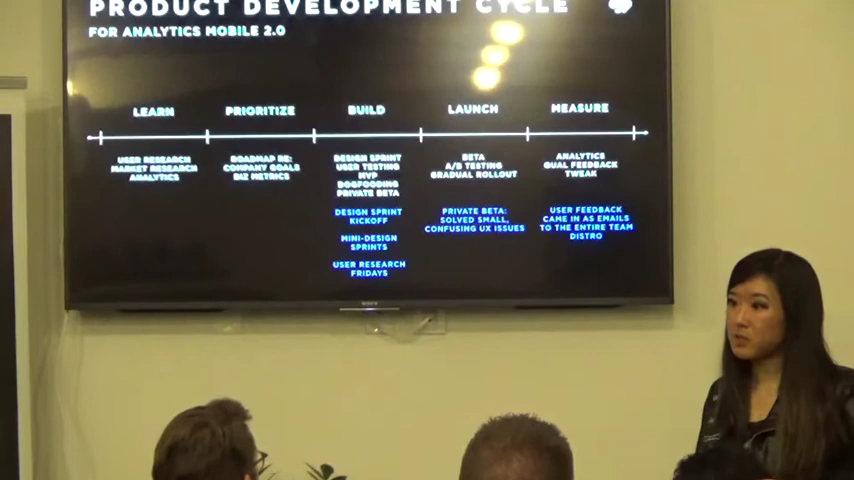 PRODUCT DEVELOPMENT CYCLE
FOR ANALYTICS MOBILE 2.0
LEARN
PRIORITIZE
BUILD
LAUNCH
MEASURE
USER RESEARCH
MARKET RESEARCH
ANALYTICS
ROADMAP RE:
COMPANY GOALS
BIZ METRICS
DESIGN SPRINT
USER TESTING
MVP
DOGFOODING
PRIVATE BETA
BETA
A/B TESTING
GRADUAL ROLLOUT
ANALYTICS
QUAL FEEDBACK
TWEAK
DESIGN SPRINT
KICKOFF
MINI-DESIGN
SPRINTS
USER RESEARCH
FRIDAYS
PRIVATE BETA:
SOLVED SMALL,
CONFUSING UX ISSUES
USER FEEDBACK
CAME IN AS EMAILS
TO THE ENTIRE TEAM
DISTRO
SONY